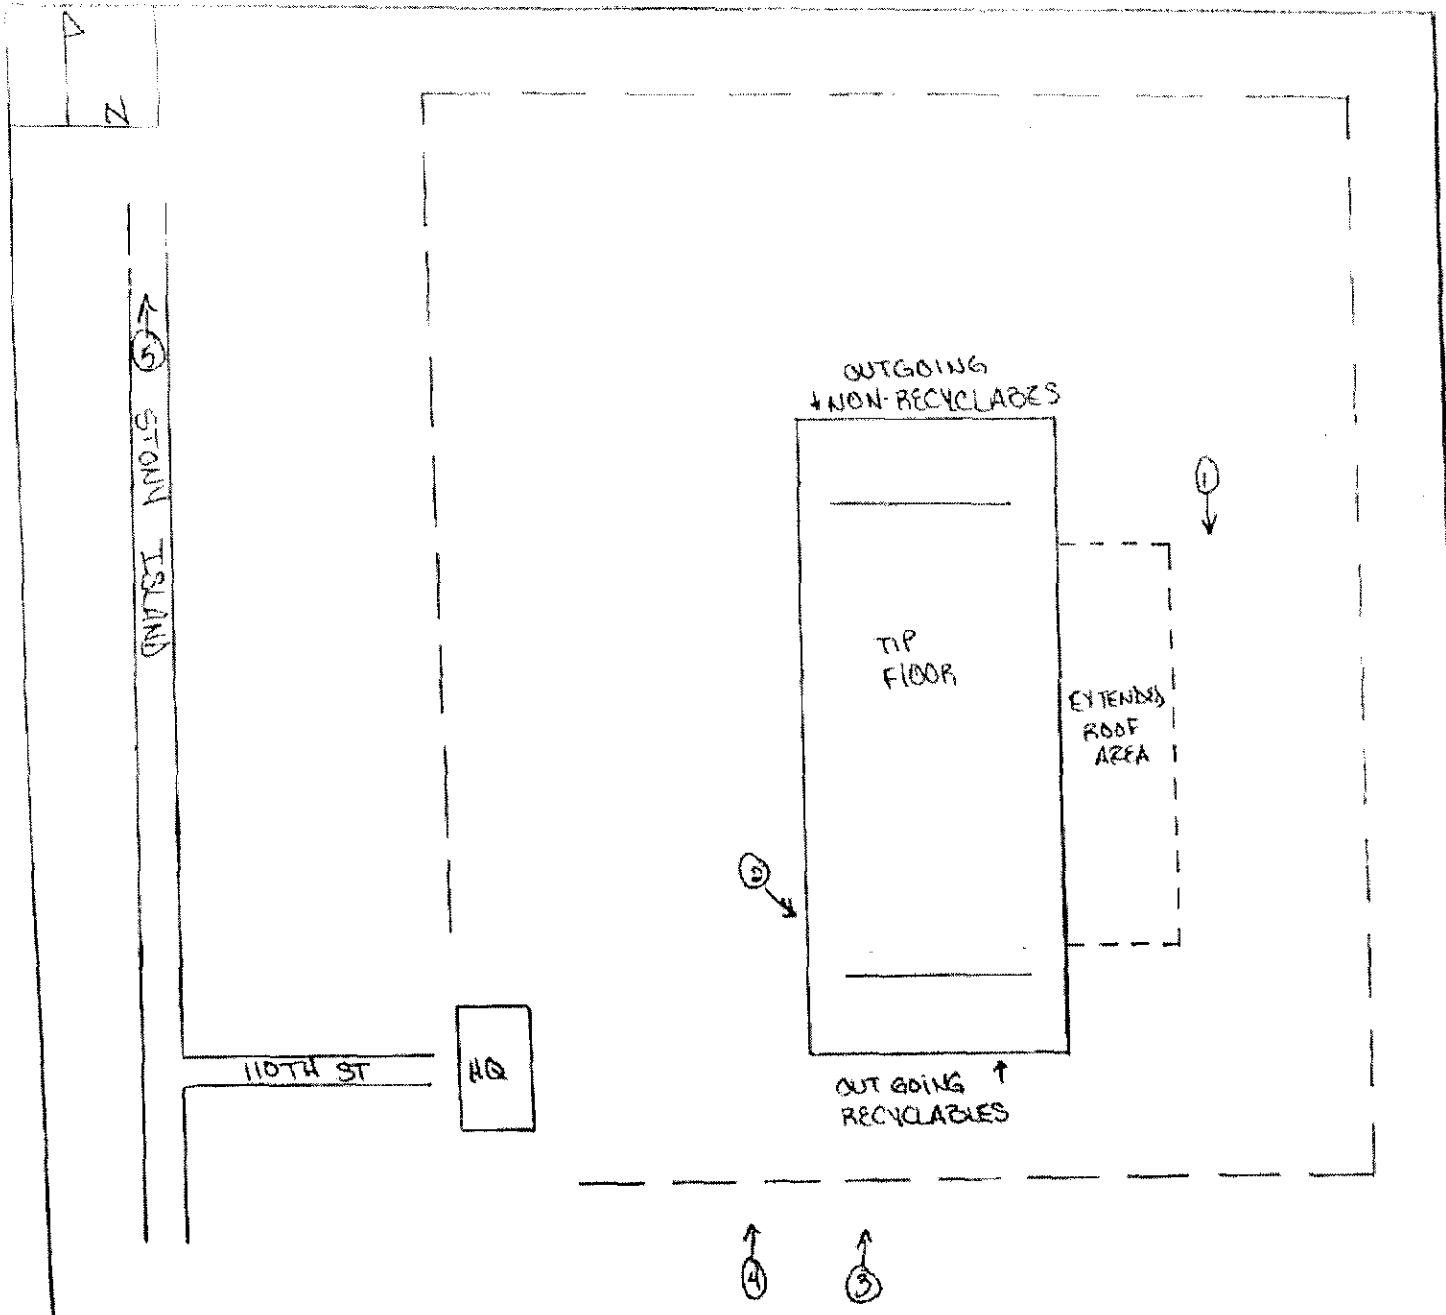 N
5 STONY ISLAND
OUTGOING
NON-RECYCLABES
1
TIP
FLOOR
EXTENDED
ROOF
AREA
2
110TH ST
HQ
OUTGOING
RECYCLABLES
4
3